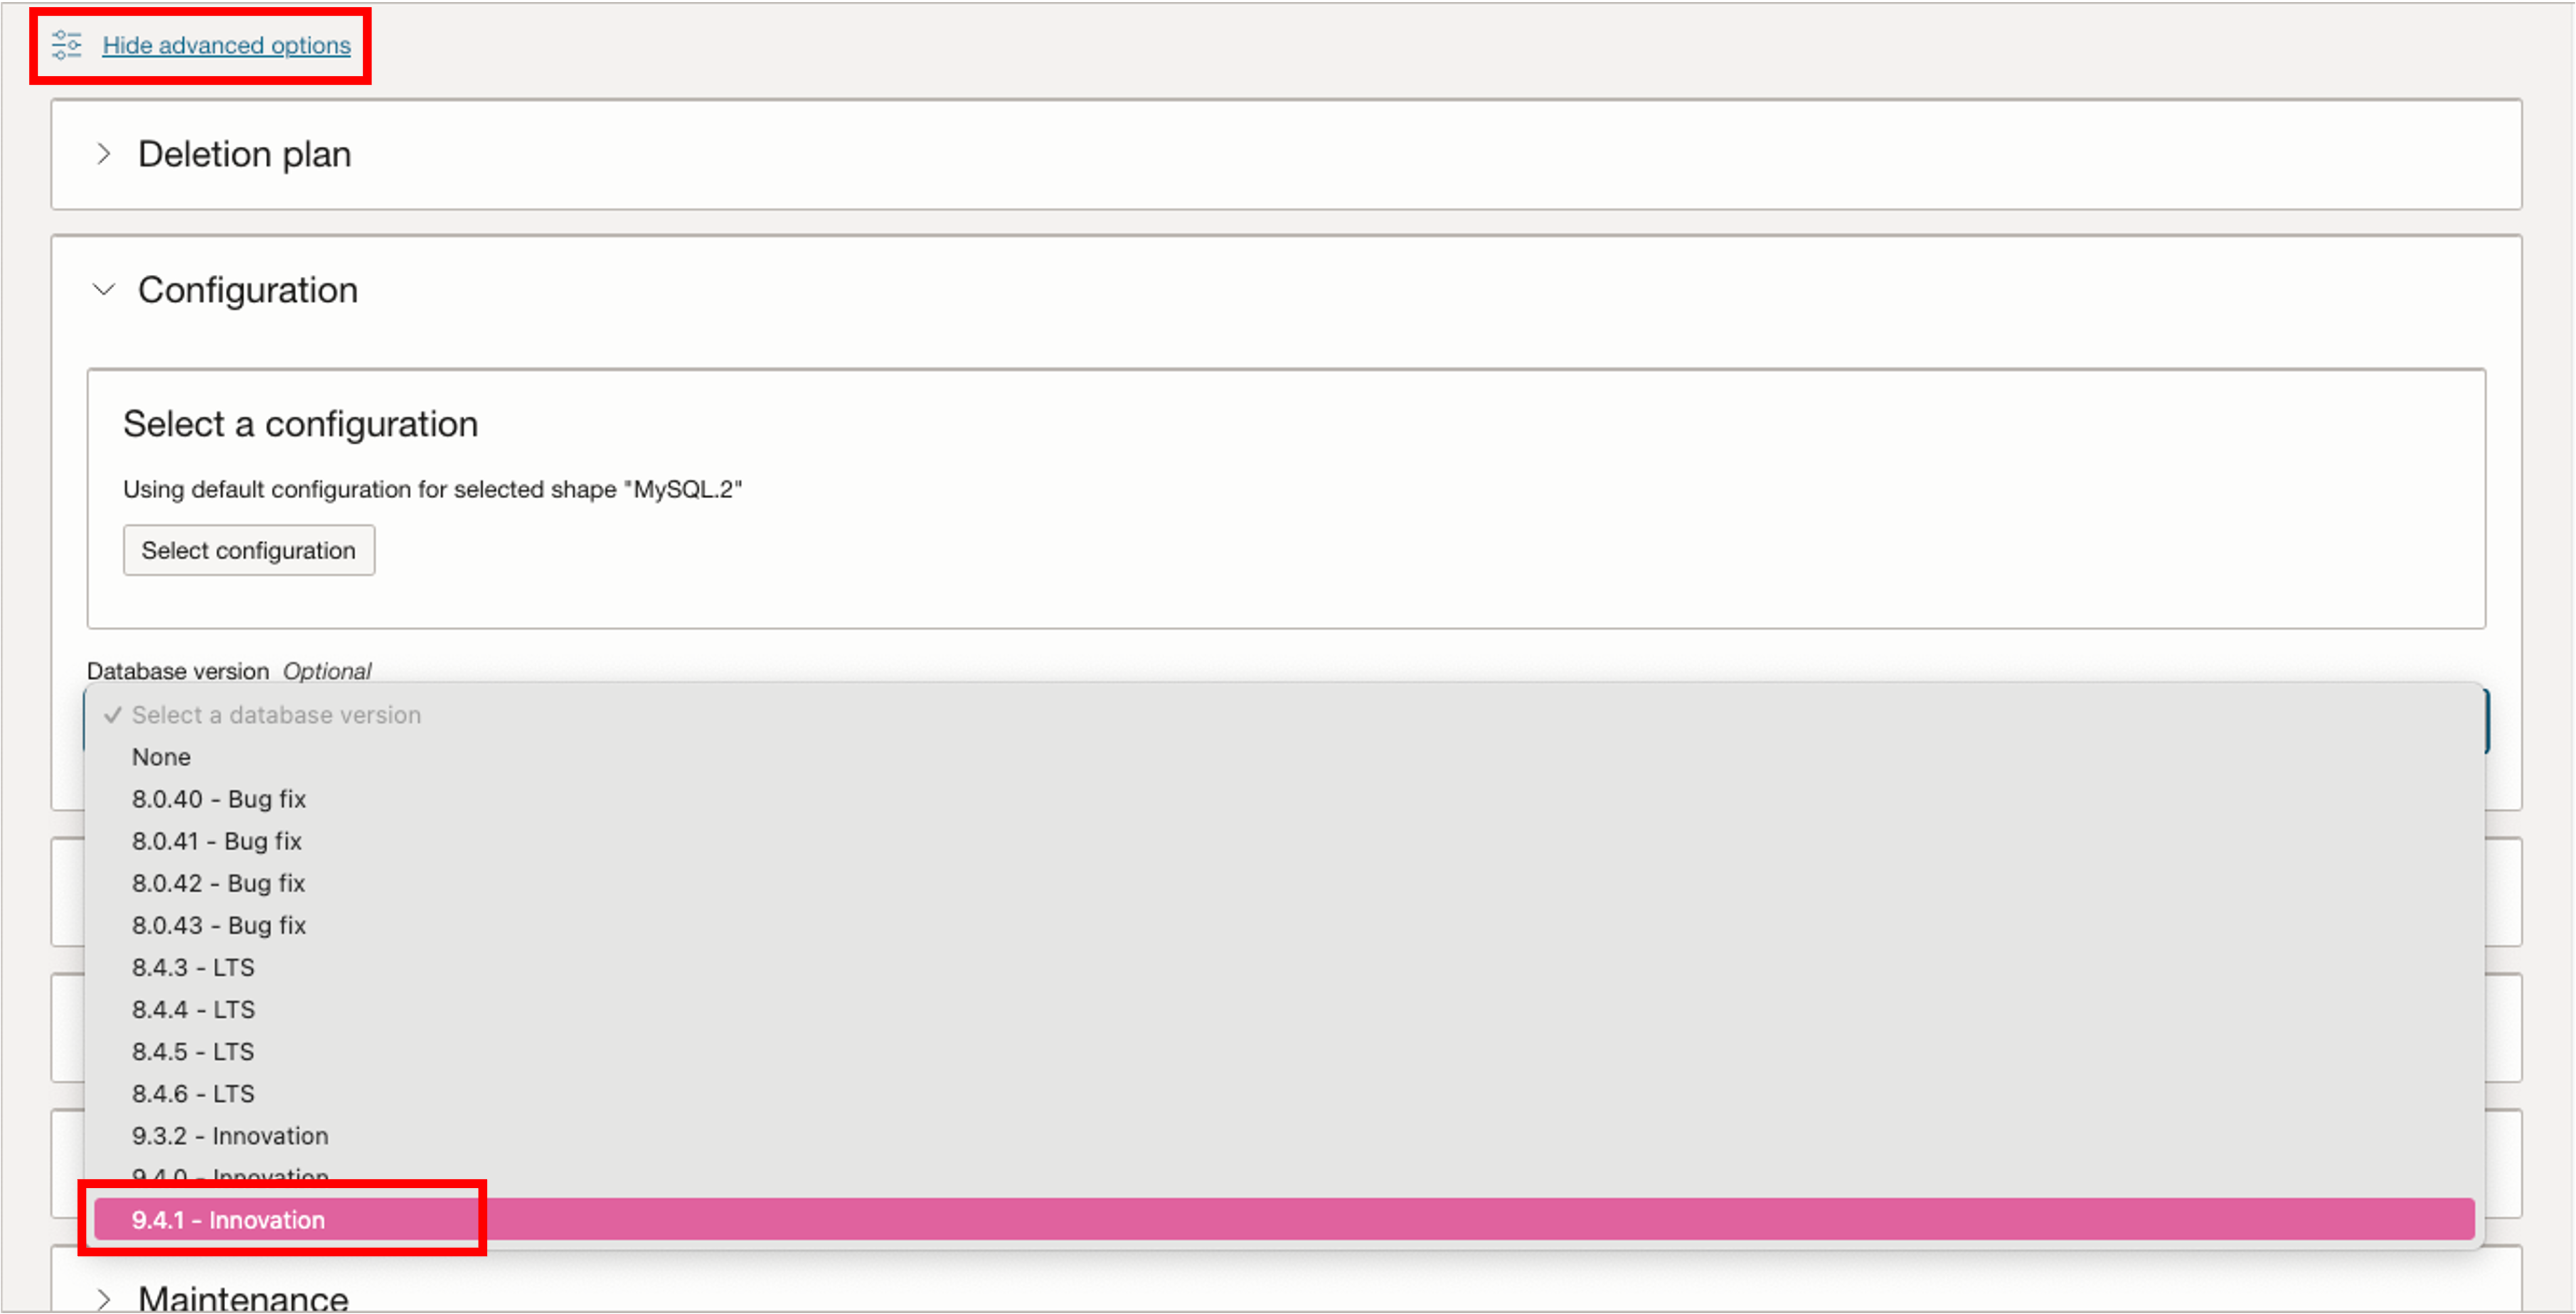 Hide advanced options
Deletion plan
Configuration
Select a configuration
Using default configuration for selected shape "MySQL.2"
Select configuration
Database version Optional
✓ Select a database version
None
8.0.40 - Bug fix
8.0.41 - Bug fix
8.0.42 - Bug fix
8.0.43 - Bug fix
8.4.3 - LTS
8.4.4 - LTS
8.4.5 - LTS
8.4.6 - LTS
9.3.2 - Innovation
9.4.0 - Innovation
9.4.1 - Innovation
Maintenance